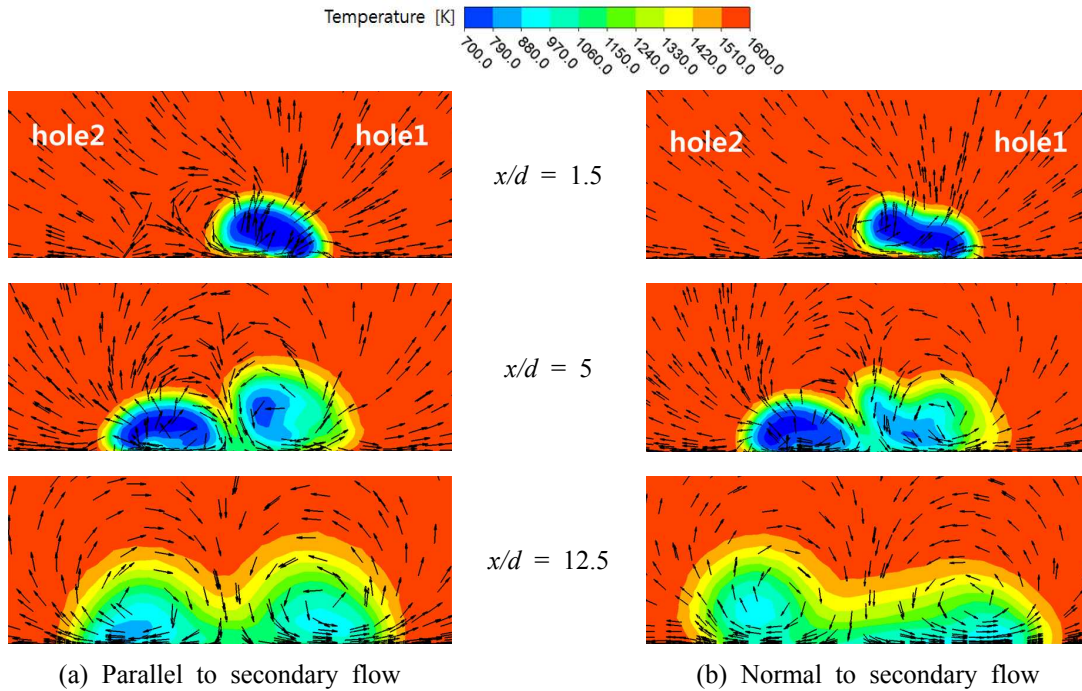 Temperature [K]
700.0 790.0 880.0 970.0 1060.0 1150.0 1240.0 1330.0 1420.0 1510.0 1600.0
hole2 hole1 x/d = 1.5 hole2 hole1
x/d = 5
x/d = 12.5
(a) Parallel to secondary flow (b) Normal to secondary flow